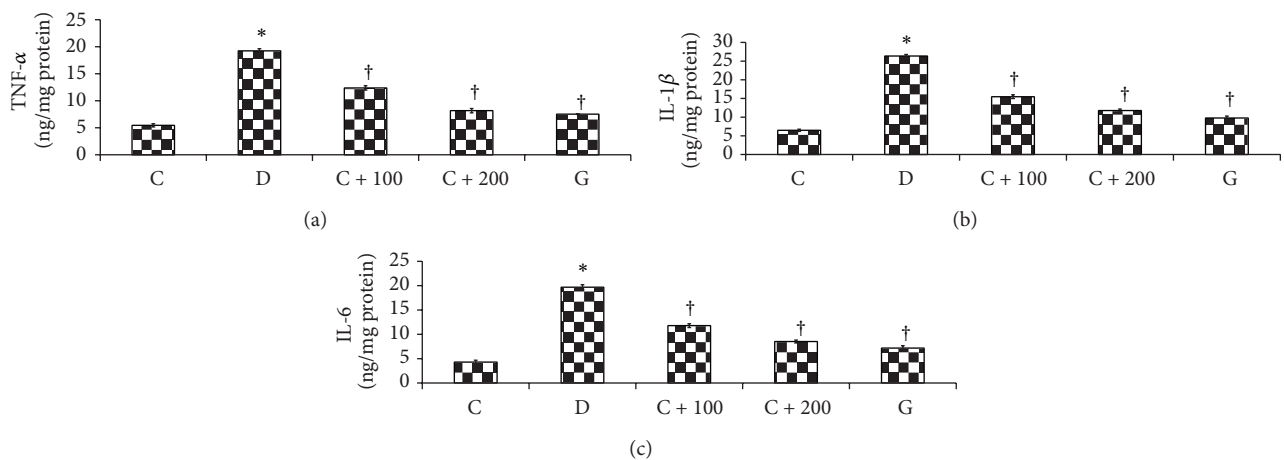 TNF-α
(ng/mg protein)
25
20
15
10
5
0
*
†
†
†
C D C + 100 C + 200 G
(a)
IL-1β
(ng/mg protein)
30
25
20
15
10
5
0
*
†
†
†
C D C + 100 C + 200 G
(b)
IL-6
(ng/mg protein)
25
20
15
10
5
0
*
†
†
†
C D C + 100 C + 200 G
(c)